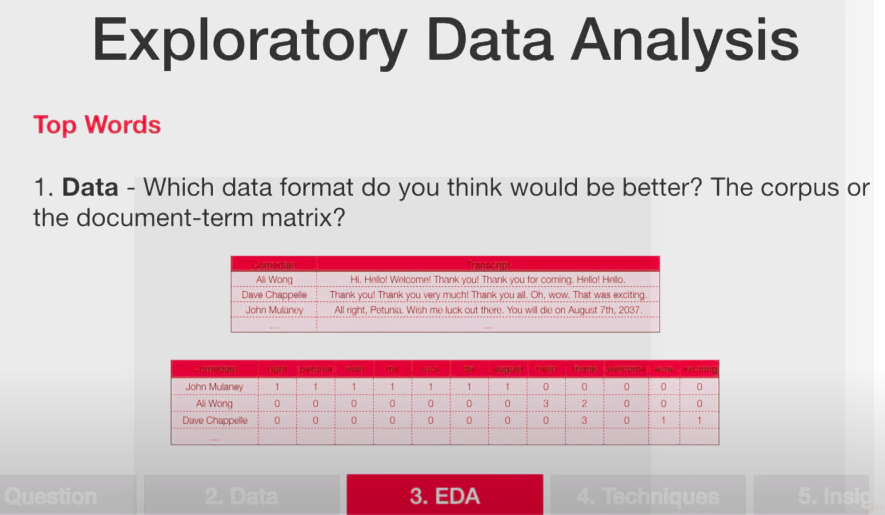 Exploratory Data Analysis
Top Words
1. Data - Which data format do you think would be better? The corpus or
the document-term matrix?
Comedian Transcript
Ali Wong Hi. Hello! Welcome! Thank you! Thank you for coming. Hello! Hello.
Dave Chappelle Thank you! Thank you very much! Thank you all. Oh, wow. That was exciting.
John Mulaney All right, Petunia. Wish me luck out there. You will die on August 7th, 2037.
.... ....
Comedian right petunia wish me luck die august hello thank welcome wow exciting
John Mulaney 1 1 1 1 1 1 1 0 0 0 0 0
Ali Wong 0 0 0 0 0 0 0 3 2 0 0 0
Dave Chappelle 0 0 0 0 0 0 0 0 3 0 1 1
....
Question 2. Data 3. EDA 4. Techniques 5. Insig